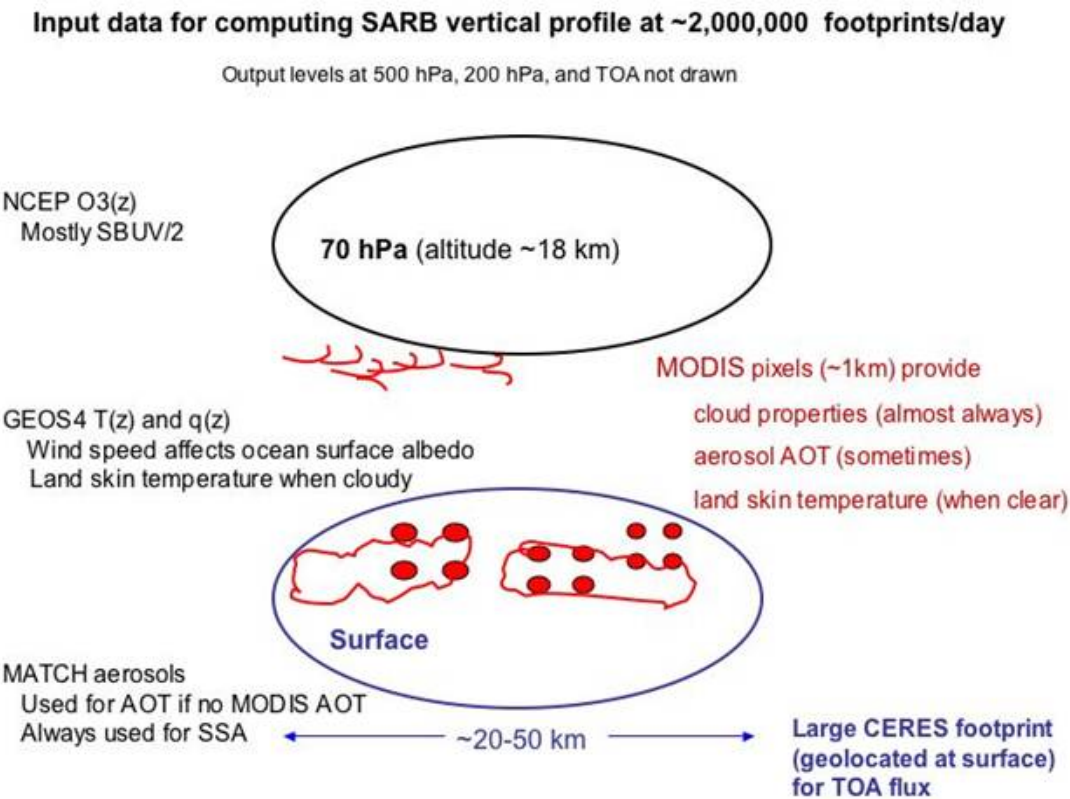 Input data for computing SARB vertical profile at ~2,000,000 footprints/day
Output levels at 500 hPa, 200 hPa, and TOA not drawn
NCEP O3(z)
Mostly SBUV/2
70 hPa (altitude ~18 km)
MODIS pixels (~1km) provide
cloud properties (almost always)
aerosol AOT (sometimes)
land skin temperature (when clear)
GEOS4 T(z) and q(z)
Wind speed affects ocean surface albedo
Land skin temperature when cloudy
Surface
MATCH aerosols
Used for AOT if no MODIS AOT
Always used for SSA
~20-50 km
Large CERES footprint
(geolocated at surface)
for TOA flux